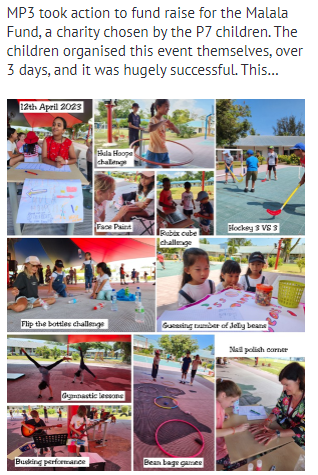 MP3 took action to fund raise for the Malala
Fund, a charity chosen by the P7 children. The
children organised this event themselves, over
3 days, and it was hugely successful. This...
12th April 2023
Hula Hoops
challenge
Face Paint
Rubix cube
challenge
Hockey 3 VS 3
Flip the bottles challenge
Guessing number of Jelly beans
Gymnastic lessons
Nail polish corner
Busking performance
Bean bags games